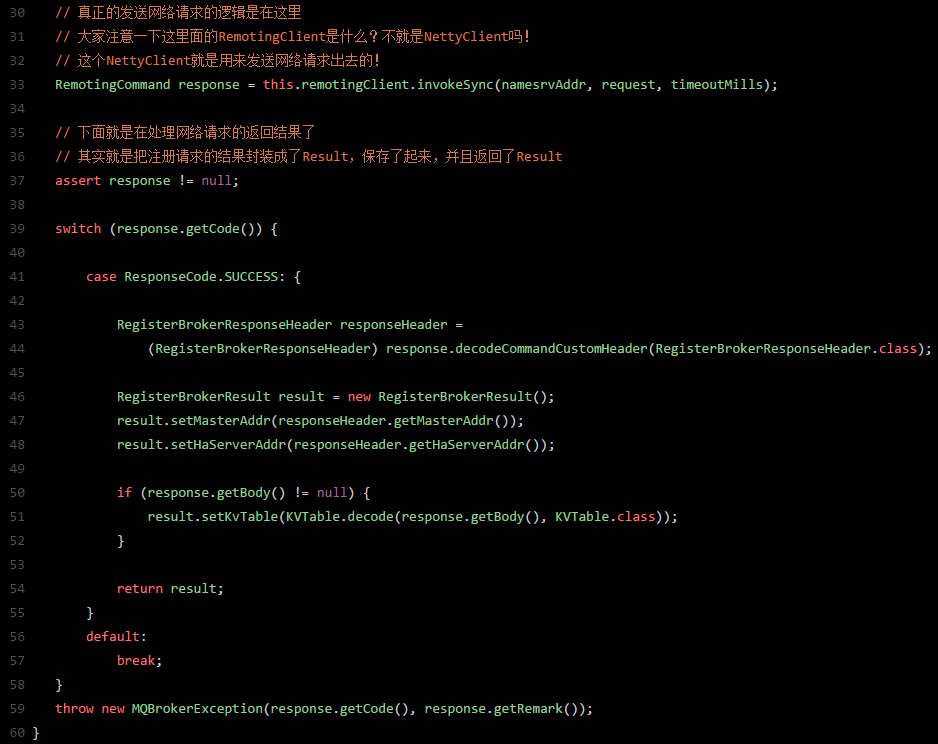 30 // 真正的发送网络请求的逻辑是在这里
31 // 大家注意一下这里面的RemotingClient是什么？不就是NettyClient吗！
32 // 这个NettyClient就是用来发送网络请求出去的！
33 RemotingCommand response = this.remotingClient.invokeSync(namesrvAddr, request, timeoutMills);
34
35 // 下面就是在处理网络请求的返回结果了
36 // 其实就是把注册请求的结果封装成了Result，保存了起来，并且返回了Result
37 assert response != null;
38
39 switch (response.getCode()) {
40
41 case ResponseCode.SUCCESS: {
42
43 RegisterBrokerResponseHeader responseHeader =
44 (RegisterBrokerResponseHeader) response.decodeCommandCustomHeader(RegisterBrokerResponseHeader.class);
45
46 RegisterBrokerResult result = new RegisterBrokerResult();
47 result.setMasterAddr(responseHeader.getMasterAddr());
48 result.setHaServerAddr(responseHeader.getHaServerAddr());
49
50 if (response.getBody() != null) {
51 result.setKvTable(KVTable.decode(response.getBody(), KVTable.class));
52 }
53
54 return result;
55 }
56 default:
57 break;
58 }
59 throw new MQBrokerException(response.getCode(), response.getRemark());
60 }